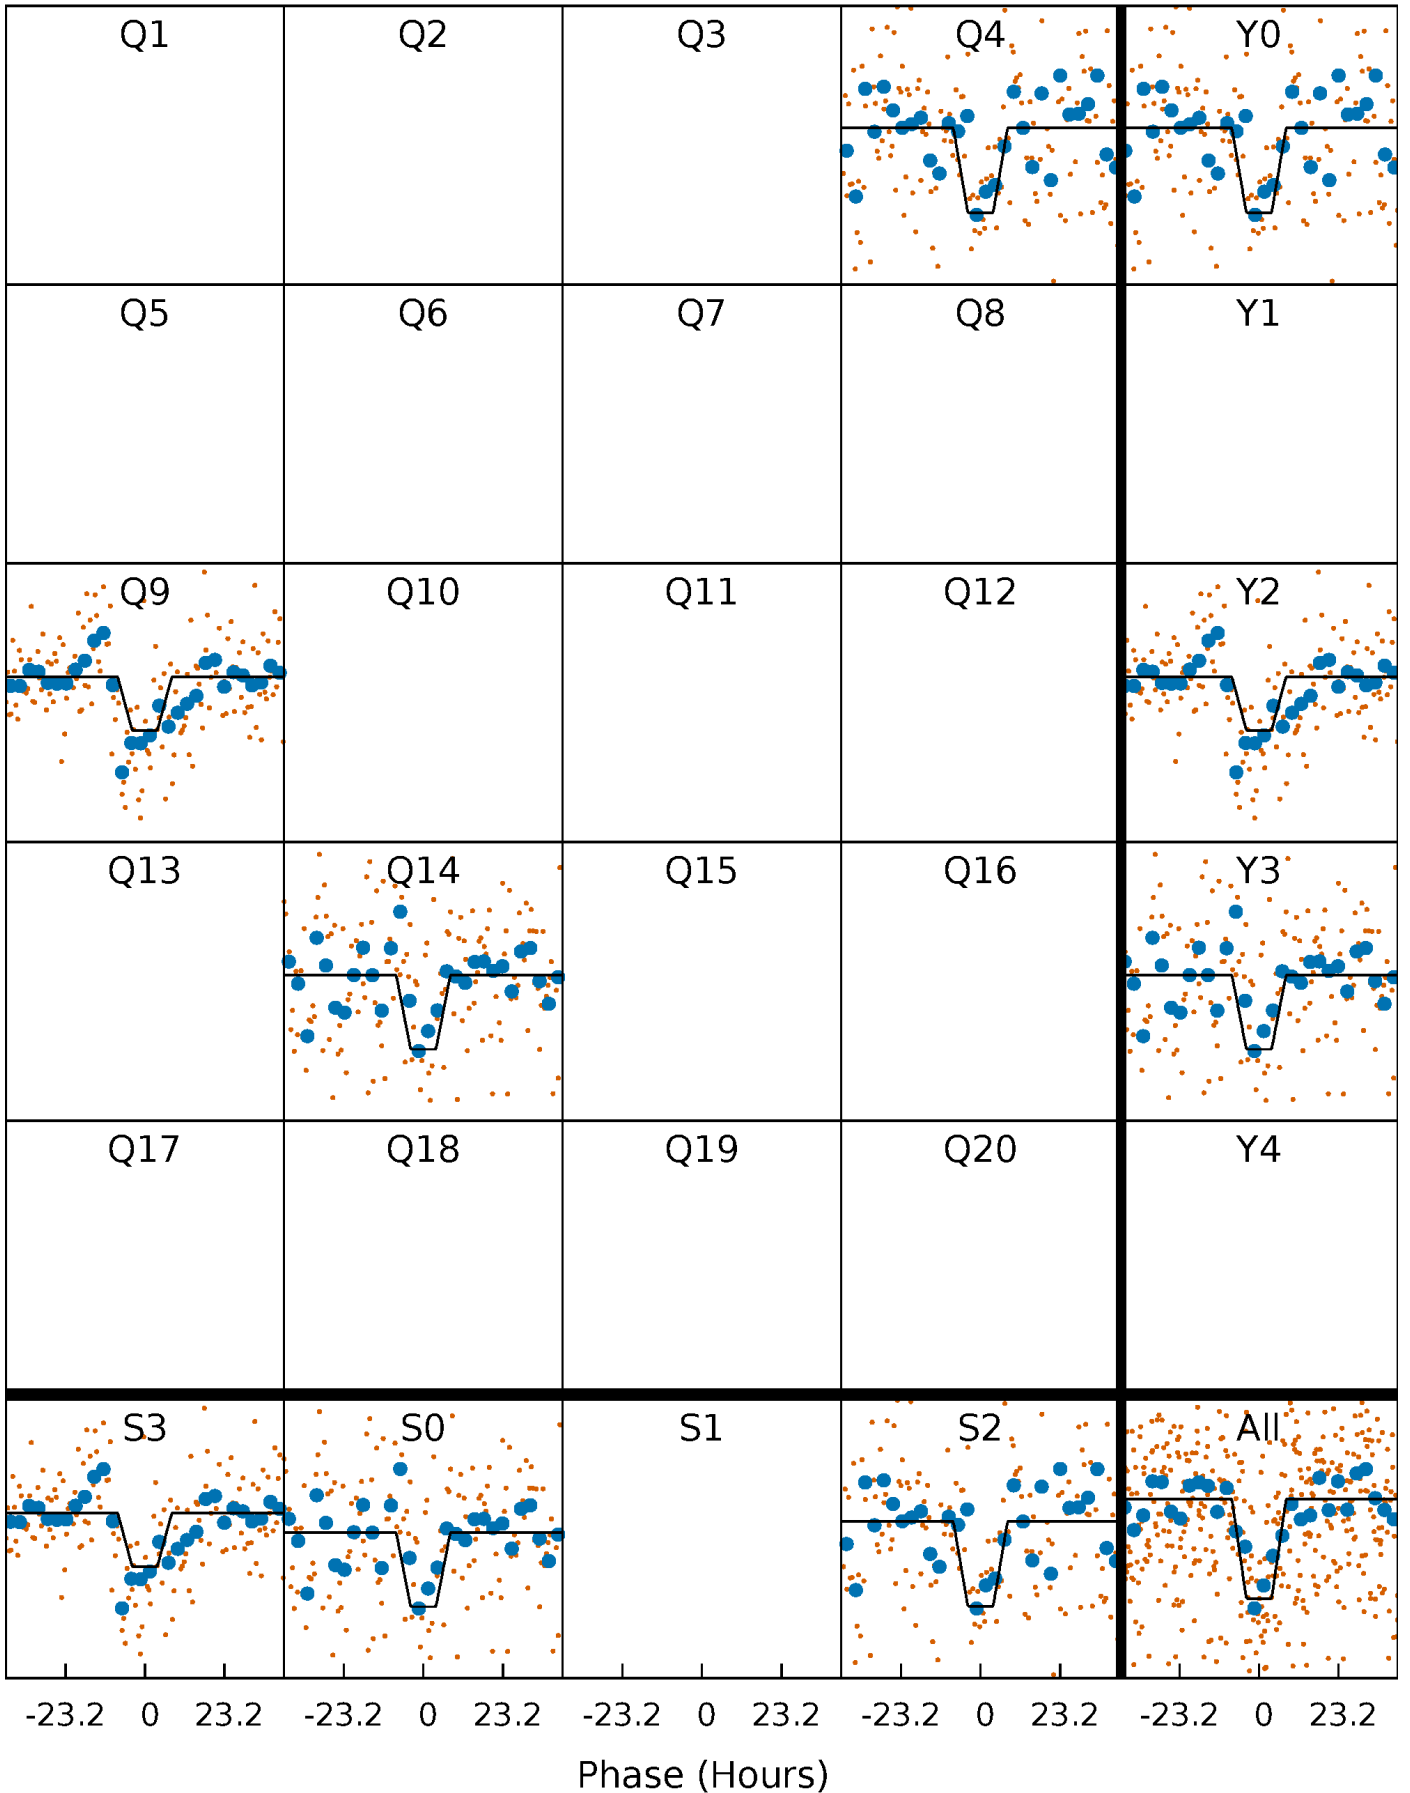 Q1 Q2 Q3 Q4 Y0
Q5 Q6 Q7 Q8 Y1
Q9 Q10 Q11 Q12 Y2
Q13 Q14 Q15 Q16 Y3
Q17 Q18 Q19 Q20 Y4
S3 S0 S1 S2 All
-23.2 0 23.2 -23.2 0 23.2 -23.2 0 23.2 -23.2 0 23.2 -23.2 0 23.2
Phase (Hours)